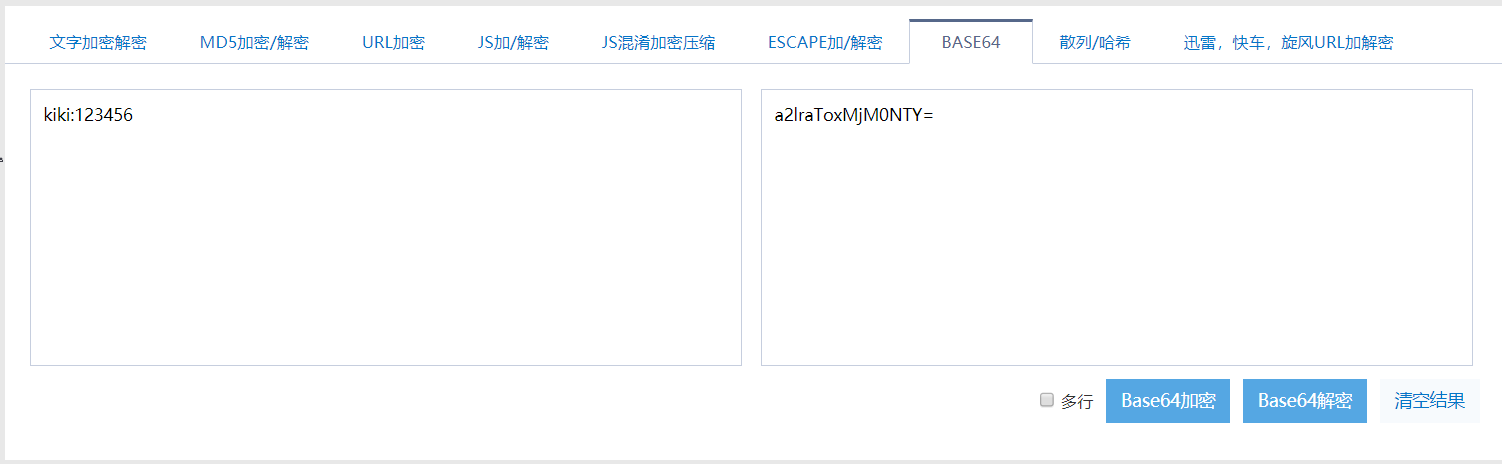 文字加密解密 MD5加密/解密 URL加密 JS加/解密 JS混淆加密压缩 ESCAPE加/解密 BASE64 散列/哈希 迅雷，快车，旋风URL加解密
kiki:123456 a2lraToxMjM0NTY=
多行 Base64加密 Base64解密 清空结果